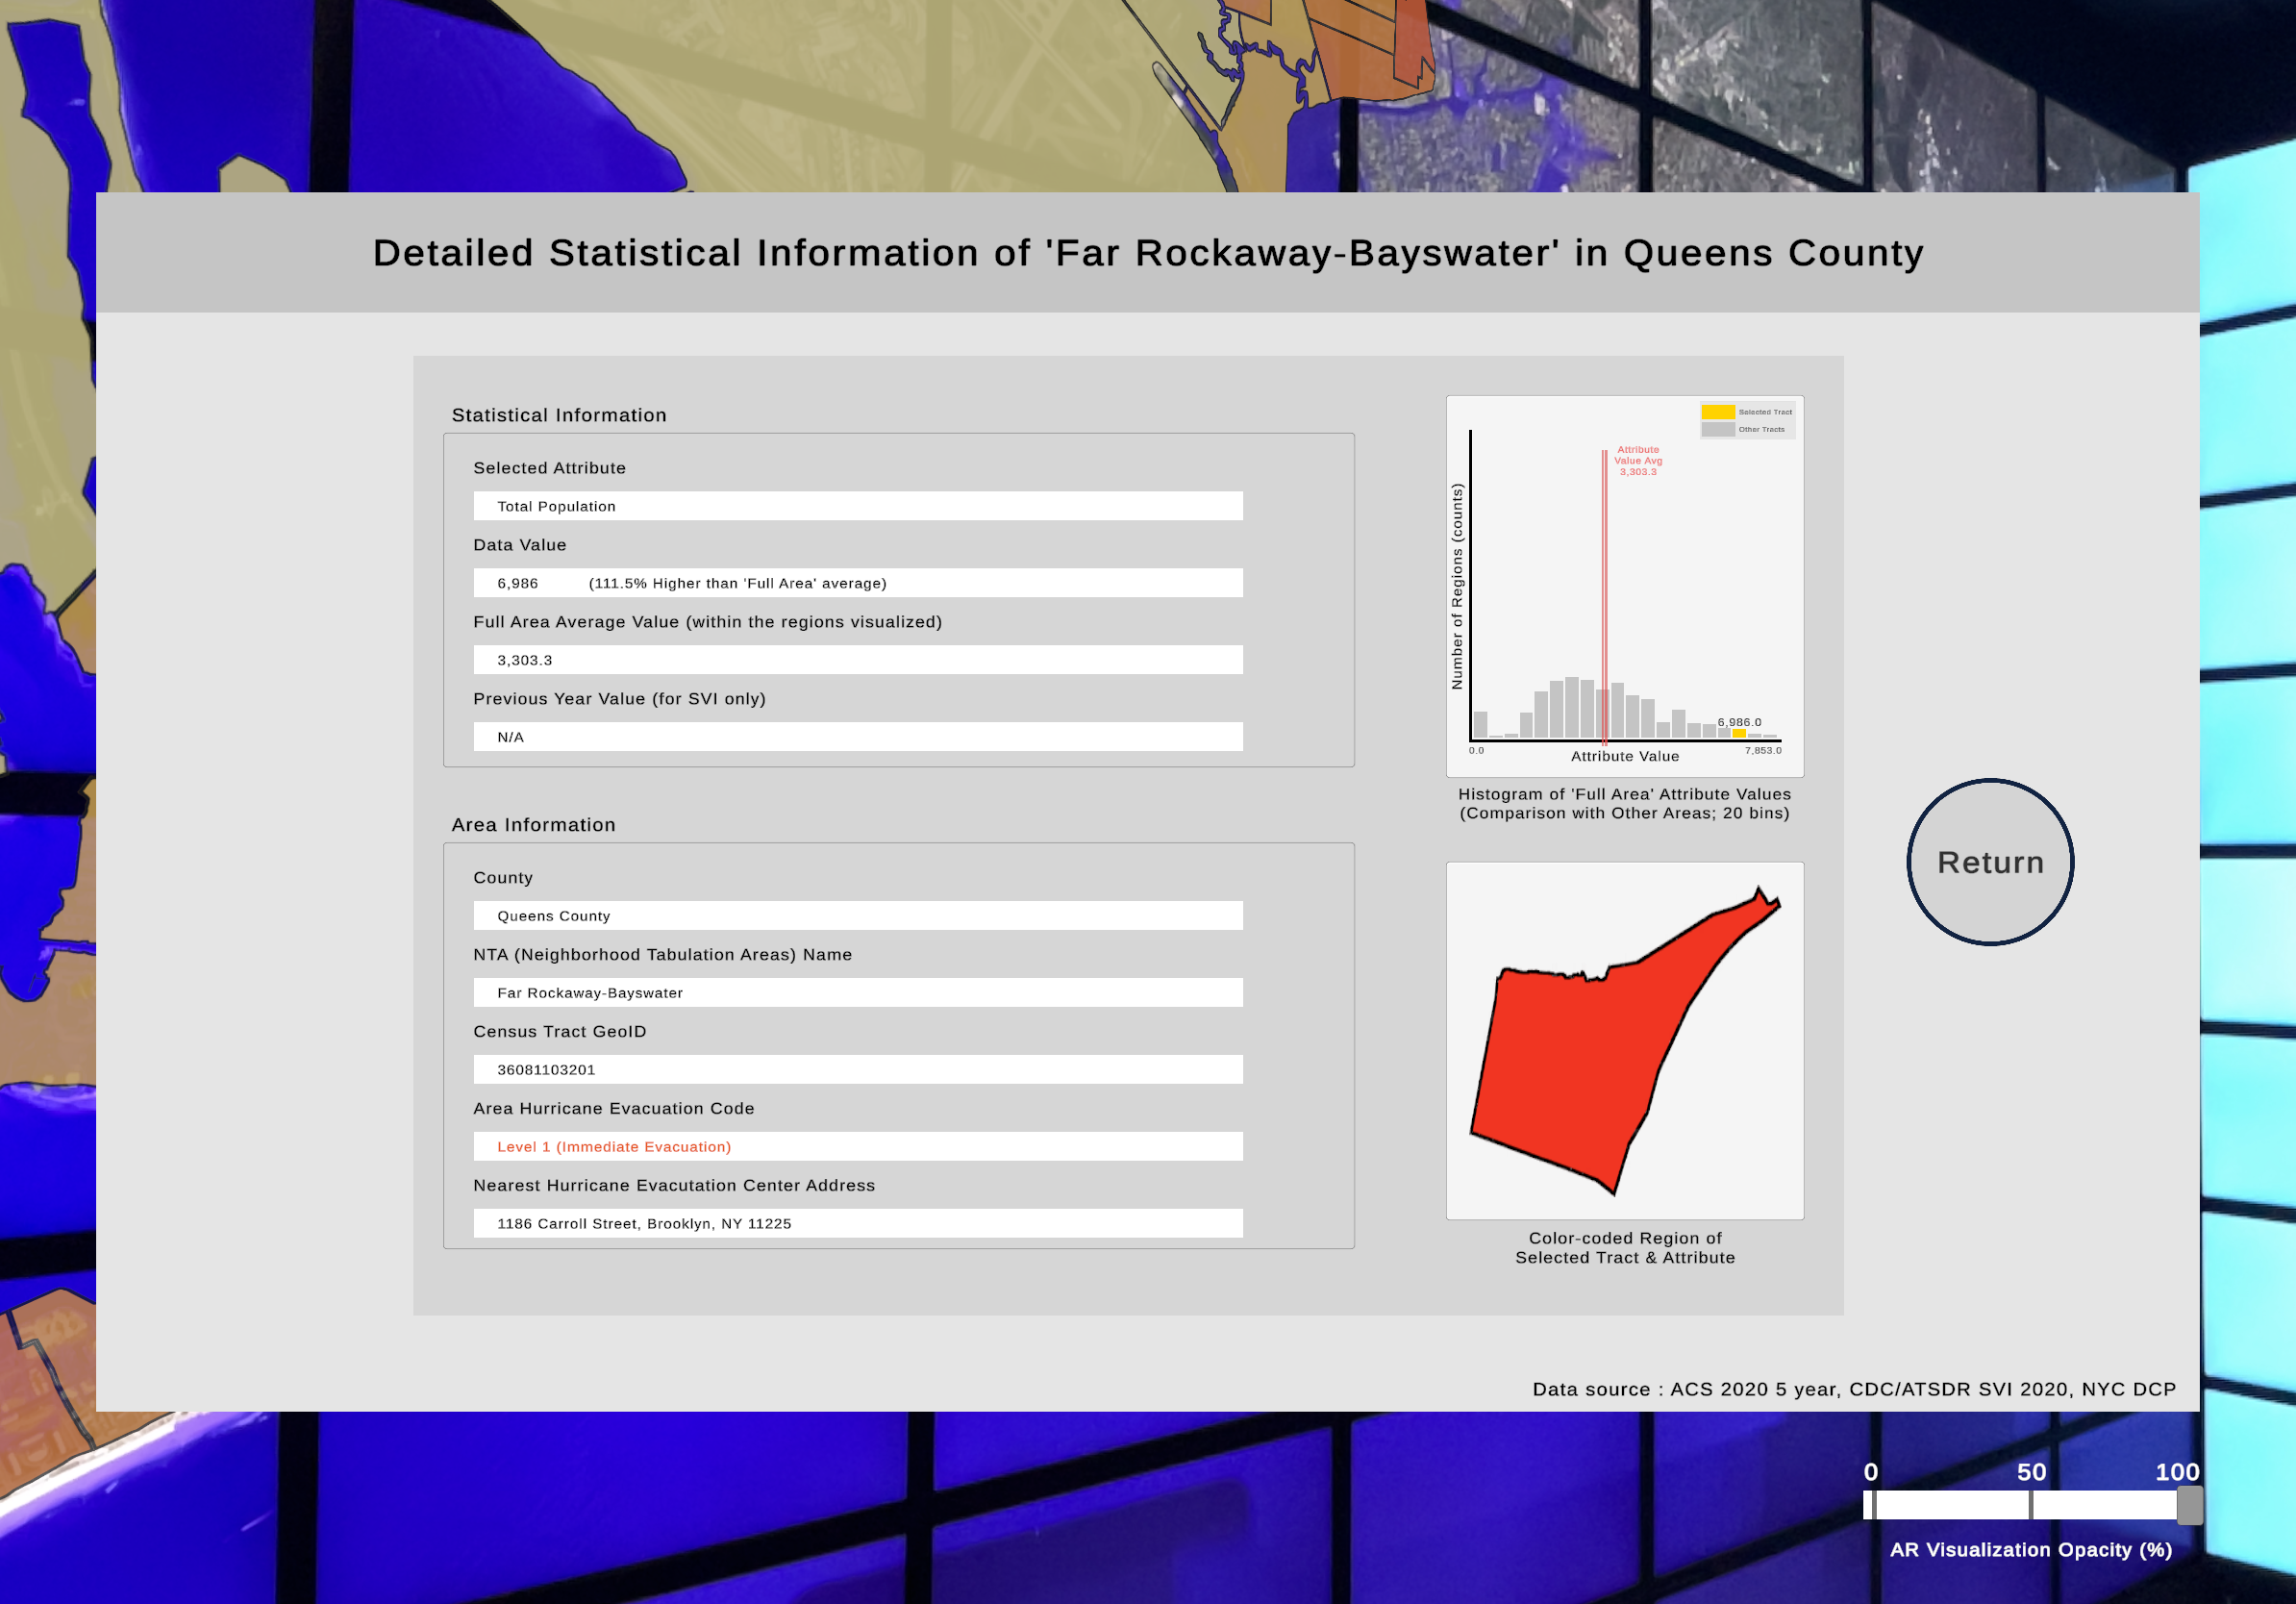 Detailed Statistical Information of 'Far Rockaway-Bayswater' in Queens County
Statistical Information
Selected Attribute
Total Population
Data Value
6,986 (111.5% Higher than 'Full Area' average)
Full Area Average Value (within the regions visualized)
3,303.3
Previous Year Value (for SVI only)
N/A
Area Information
County
Queens County
NTA (Neighborhood Tabulation Areas) Name
Far Rockaway-Bayswater
Census Tract GeoID
36081103201
Area Hurricane Evacuation Code
Level 1 (Immediate Evacuation)
Nearest Hurricane Evacutation Center Address
1186 Carroll Street, Brooklyn, NY 11225
Selected Tract
Other Tracts
Attribute
Value Avg
3,303.3
Number of Regions (counts)
6,986.0
0.0
7,853.0
Attribute Value
Histogram of 'Full Area' Attribute Values
(Comparison with Other Areas; 20 bins)
Color-coded Region of
Selected Tract & Attribute
Return
Data source : ACS 2020 5 year, CDC/ATSDR SVI 2020, NYC DCP
0 50 100
AR Visualization Opacity (%)